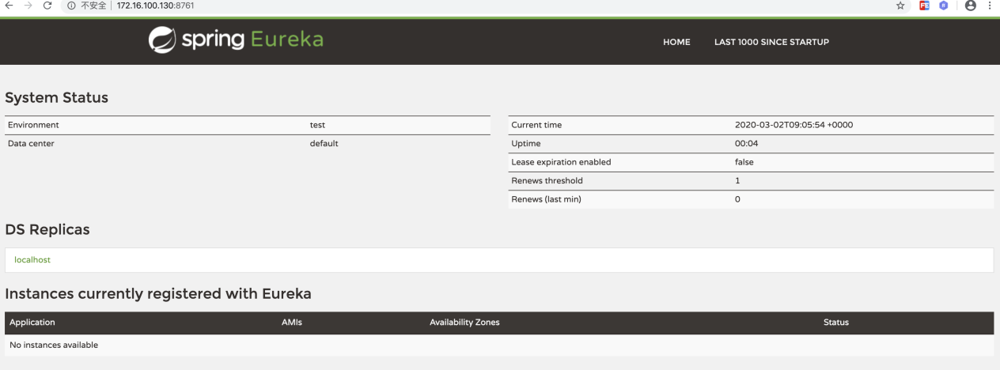 不安全 172.16.100.130:8761
spring Eureka
HOME LAST 1000 SINCE STARTUP
System Status
Environment test
Data center default
Current time 2020-03-02T09:05:54 +0000
Uptime 00:04
Lease expiration enabled false
Renews threshold 1
Renews (last min) 0
DS Replicas
localhost
Instances currently registered with Eureka
Application AMIs Availability Zones Status
No instances available